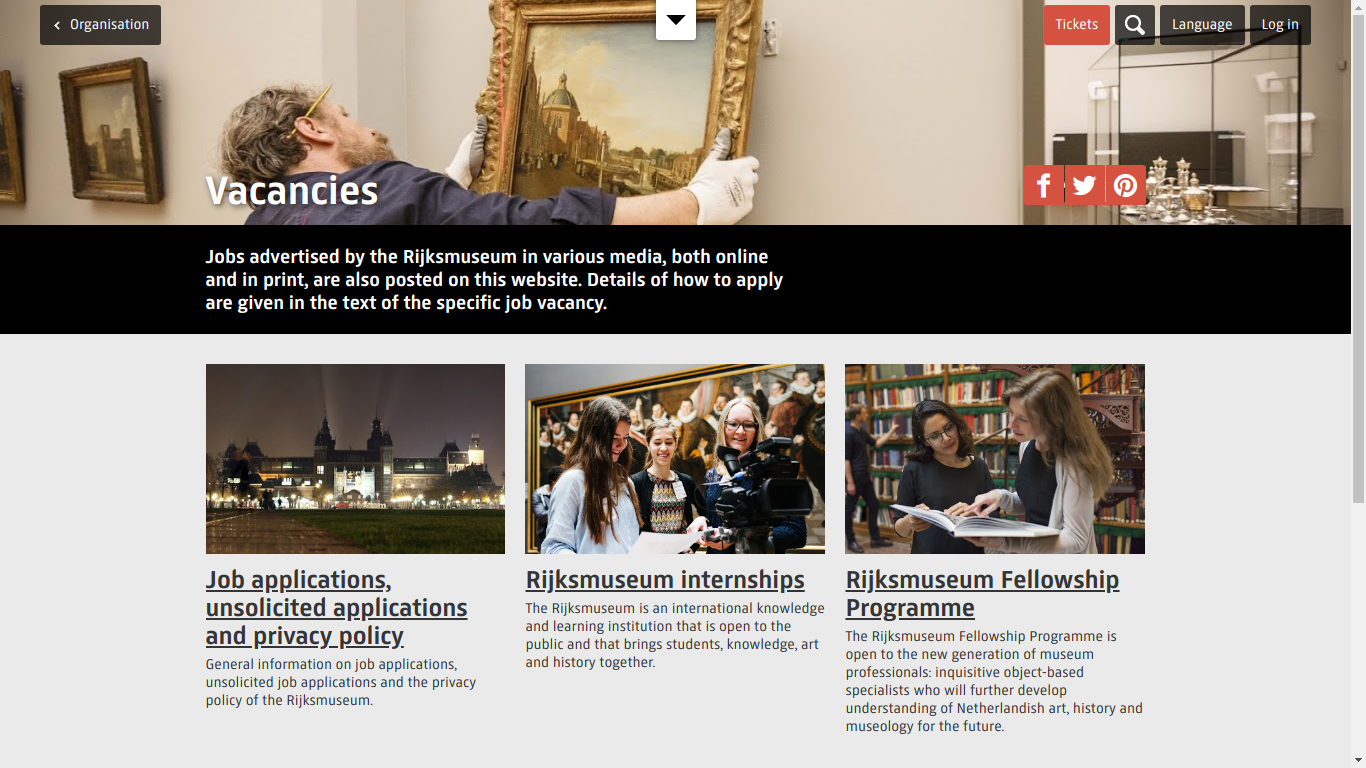 Organisation
Tickets
Language
Log in
Vacancies
Jobs advertised by the Rijksmuseum in various media, both online
and in print, are also posted on this website. Details of how to apply
are given in the text of the specific job vacancy.
Job applications,
unsolicited applications
and privacy policy
General information on job applications,
unsolicited job applications and the privacy
policy of the Rijksmuseum.
Rijksmuseum internships
The Rijksmuseum is an international knowledge
and learning institution that is open to the
public and that brings students, knowledge, art
and history together.
Rijksmuseum Fellowship
Programme
The Rijksmuseum Fellowship Programme is
open to the new generation of museum
professionals: inquisitive object-based
specialists who will further develop
understanding of Netherlandish art, history and
museology for the future.